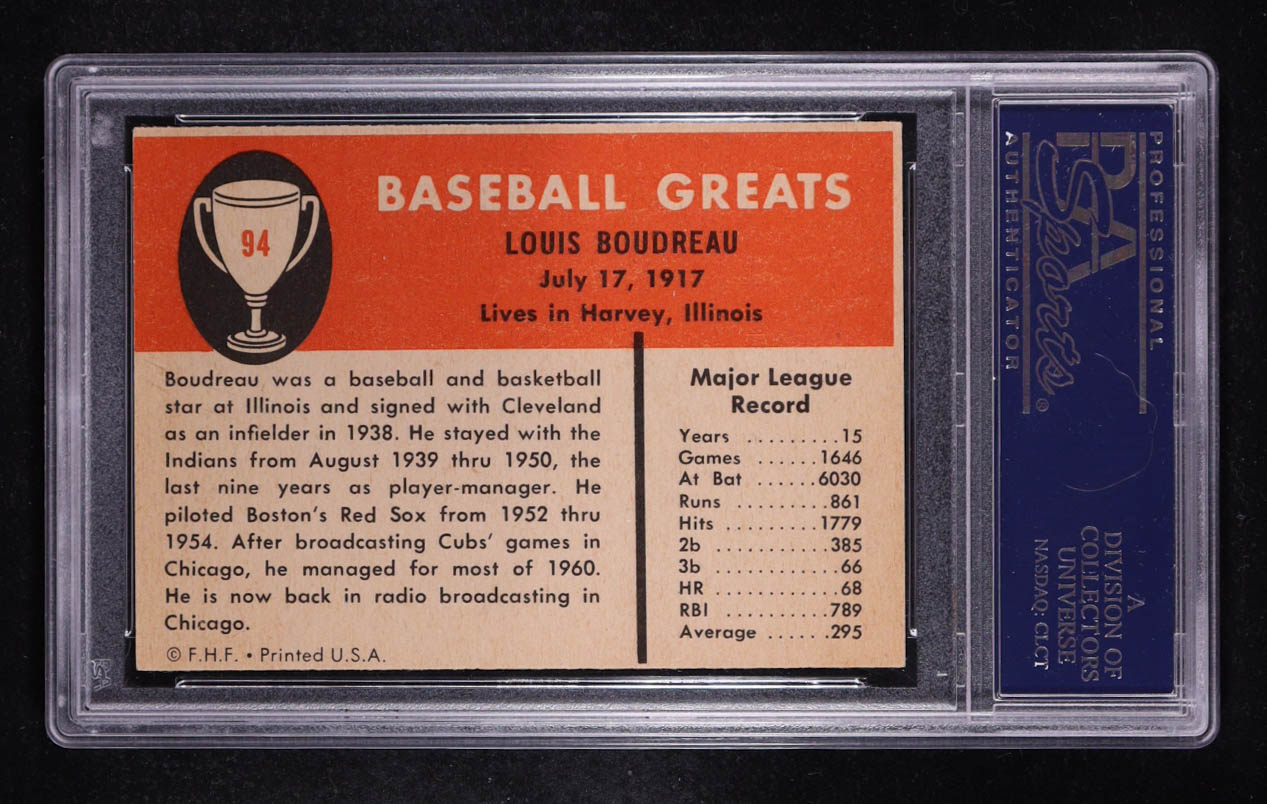 94
BASEBALL GREATS
LOUIS BOUDREAU
July 17, 1917
Lives in Harvey, Illinois
Boudreau was a baseball and basketball
star at Illinois and signed with Cleveland
as an infielder in 1938. He stayed with the
Indians from August 1939 thru 1950, the
last nine years as player-manager. He
piloted Boston's Red Sox from 1952 thru
1954. After broadcasting Cubs' games in
Chicago, he managed for most of 1960.
He is now back in radio broadcasting in
Chicago.
© F.H.F. • Printed U.S.A.
Major League
Record
Years .........15
Games ......1646
At Bat ......6030
Runs ..........861
Hits .........1779
2b ...........385
3b ............66
HR ............68
RBI ..........789
Average ......295
PROFESSIONAL
PSA
Sports®
AUTHENTICATOR
A
DIVISION OF
COLLECTORS
UNIVERSE
NASDAQ: CLCT
PSA